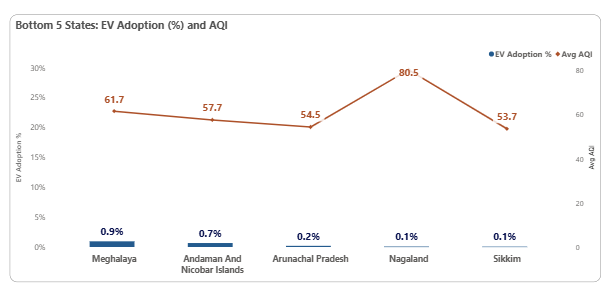 Bottom 5 States: EV Adoption (%) and AQI
EV Adoption % Avg AQI
30%
25%
20%
15%
10%
5%
0%
EV Adoption %
80
60
40
20
0
Avg AQI
61.7
57.7
54.5
80.5
53.7
0.9%
0.7%
0.2%
0.1%
0.1%
Meghalaya
Andaman And
Nicobar Islands
Arunachal Pradesh
Nagaland
Sikkim